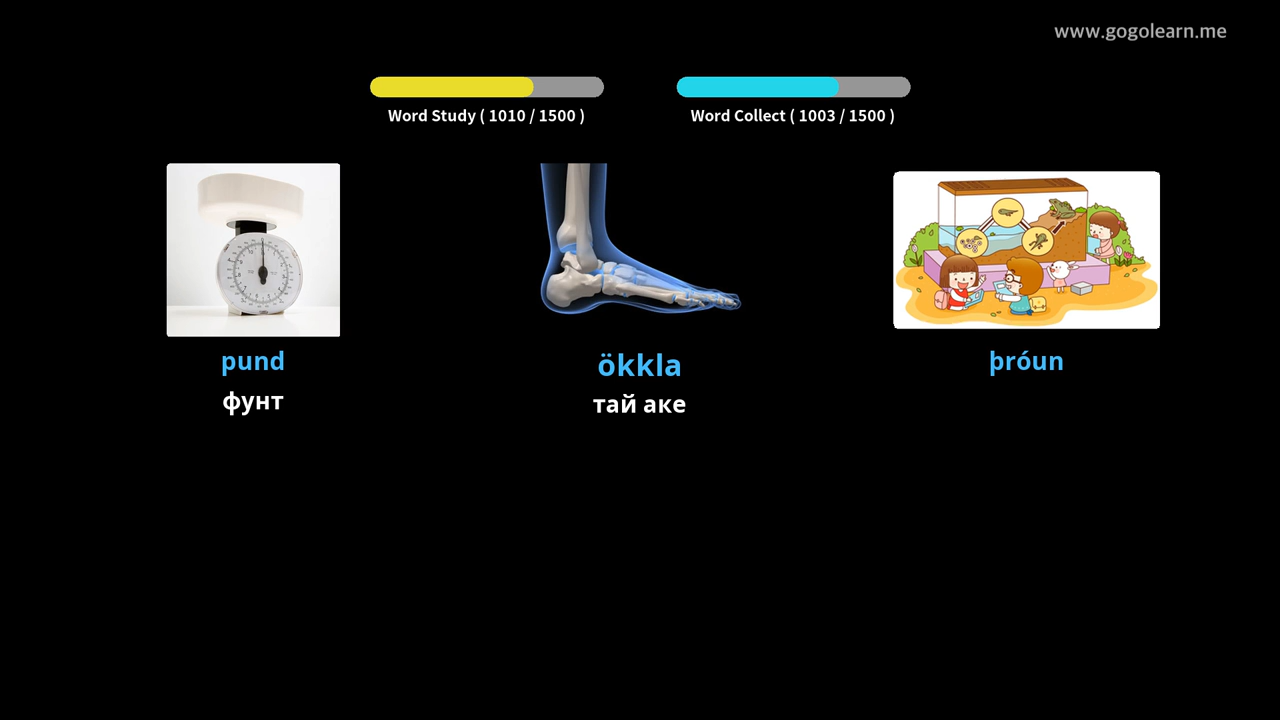 www.gogolearn.me
Word Study ( 1010 / 1500 )
Word Collect ( 1003 / 1500 )
pund
ökkla
þróun
фунт
тай аке